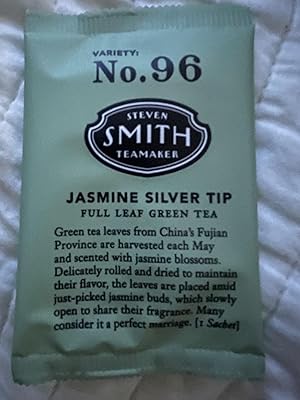 VARIETY:
No. 96
STEVEN
SMITH
TEAMAKER
JASMINE SILVER TIP
FULL LEAF GREEN TEA
Green tea leaves from China's Fujian
Province are harvested each May
and scented with jasmine blossoms.
Delicately rolled and dried to maintain
their flavor, the leaves are placed amid
just-picked jasmine buds, which slowly
open to share their fragrance. Many
consider it a perfect marriage. [1 Sachet]